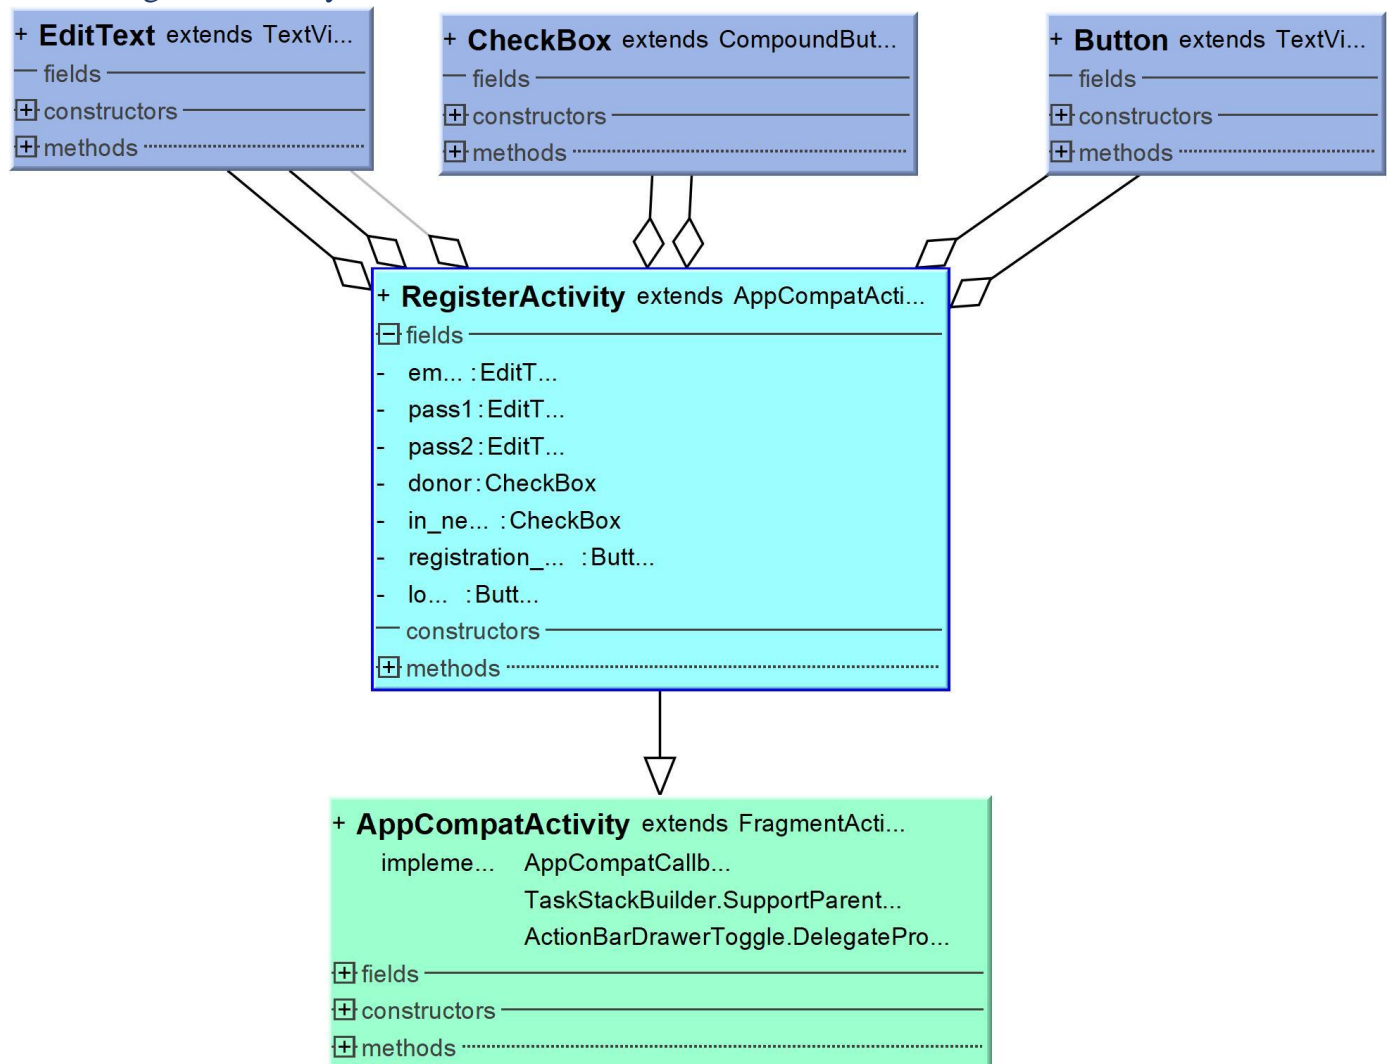 + EditText extends TextVi...
fields
+ constructors
+ methods
+ CheckBox extends CompoundBut...
fields
+ constructors
+ methods
+ Button extends TextVi...
fields
+ constructors
+ methods
+ RegisterActivity extends AppCompatActi...
- fields
- em... :EditT...
- pass1:EditT...
- pass2:EditT...
- donor:CheckBox
- in_ne... :CheckBox
- registration_... :Butt...
- lo... :Butt...
constructors
+ methods
+ AppCompatActivity extends FragmentActi...
impleme... AppCompatCallb...
TaskStackBuilder.SupportParent...
ActionBarDrawerToggle.DelegatePro...
+ fields
+ constructors
+ methods